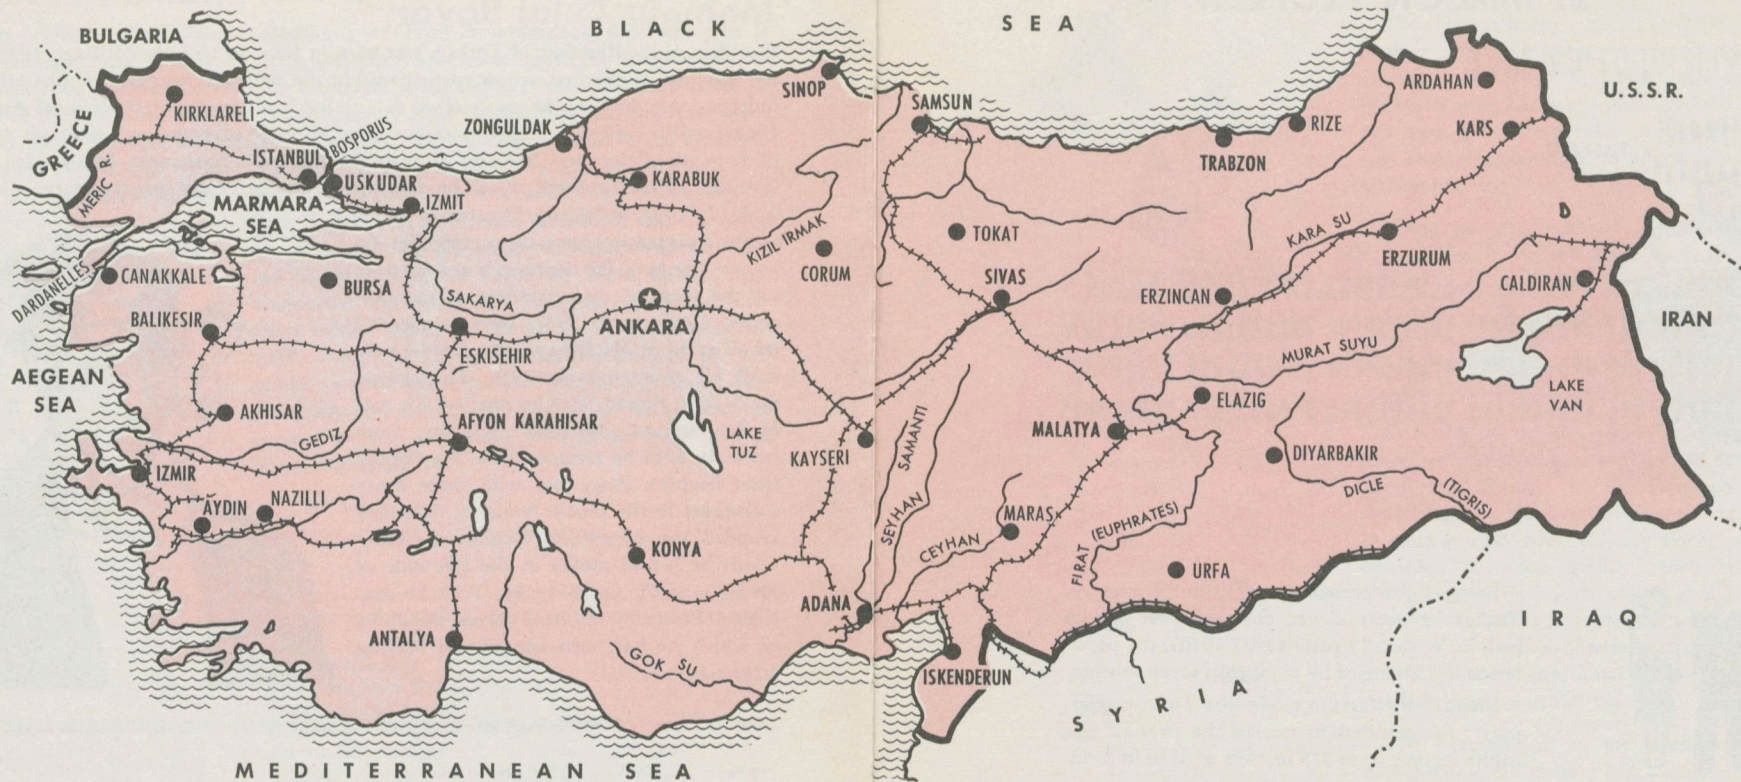 BLACK SEA
BULGARIA
SINOP
ARDAHAN
U.S.S.R.
KIRKLARELI
SAMSUN
GREECE
ZONGULDAK
BOSPORUS
RIZE
KARS
ISTANBUL
TRABZON
MERIC R.
USKUDAR
KARABUK
MARMARA
SEA
IZMIT
D
KIZIL IRMAK
TOKAT
KARA SU
ERZURUM
DARDANELLES
CANAKKALE
BURSA
CORUM
SIVAS
ERZINCAN
CALDIRAN
SAKARYA
BALIKESIR
ANKARA
IRAN
ESKISEHIR
MURAT SUYU
AEGEAN
SEA
LAKE
VAN
AKHISAR
AFYON KARAHISAR
ELAZIG
GEDIZ
LAKE
TUZ
KAYSERI
SAMANTI
MALATYA
DIYARBAKIR
IZMIR
DICLE
(TIGRIS)
AYDIN
NAZILLI
SEYHAN
MARAS
(EUPHRATES)
CEYHAN
KONYA
FIRAT
URFA
ADANA
IRAQ
ANTALYA
GOK SU
ISKENDERUN
SYRIA
MEDITERRANEAN SEA